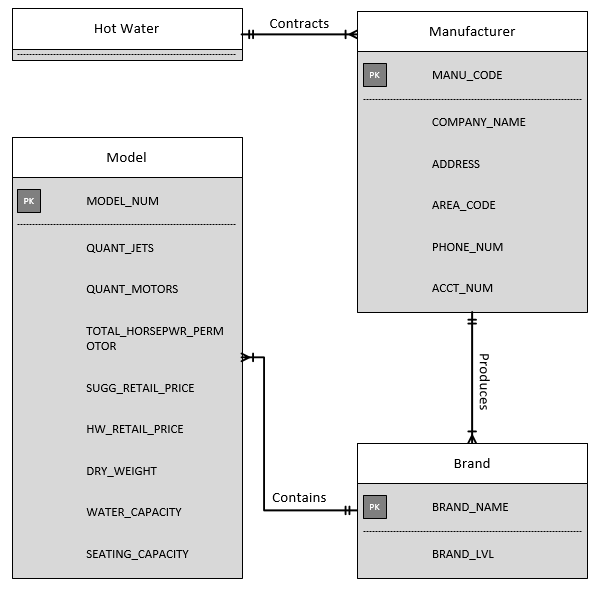 Hot Water
Contracts
Manufacturer
PK
MANU_CODE
COMPANY_NAME
ADDRESS
AREA_CODE
PHONE_NUM
ACCT_NUM
Model
PK
MODEL_NUM
QUANT_JETS
QUANT_MOTORS
TOTAL_HORSEPWR_PERM
OTOR
SUGG_RETAIL_PRICE
HW_RETAIL_PRICE
DRY_WEIGHT
WATER_CAPACITY
SEATING_CAPACITY
Produces
Contains
Brand
PK
BRAND_NAME
BRAND_LVL